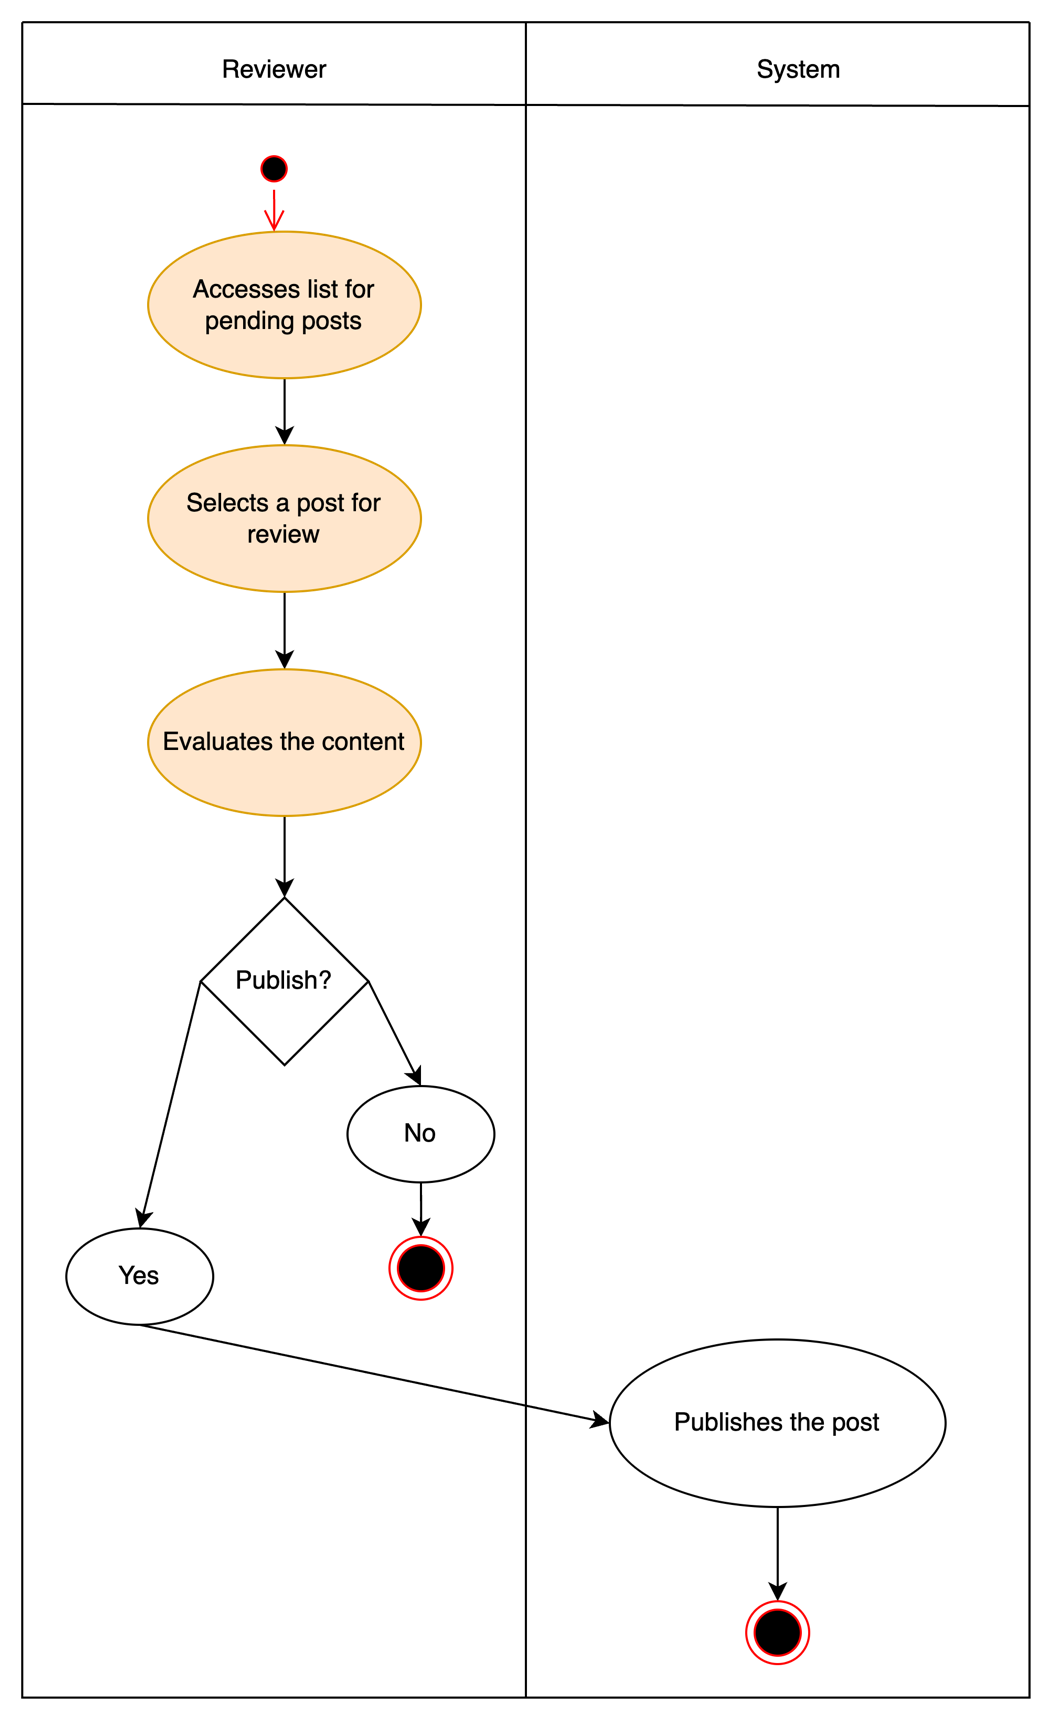 Reviewer
System
Accesses list for
pending posts
Selects a post for
review
Evaluates the content
Publish?
No
Yes
Publishes the post